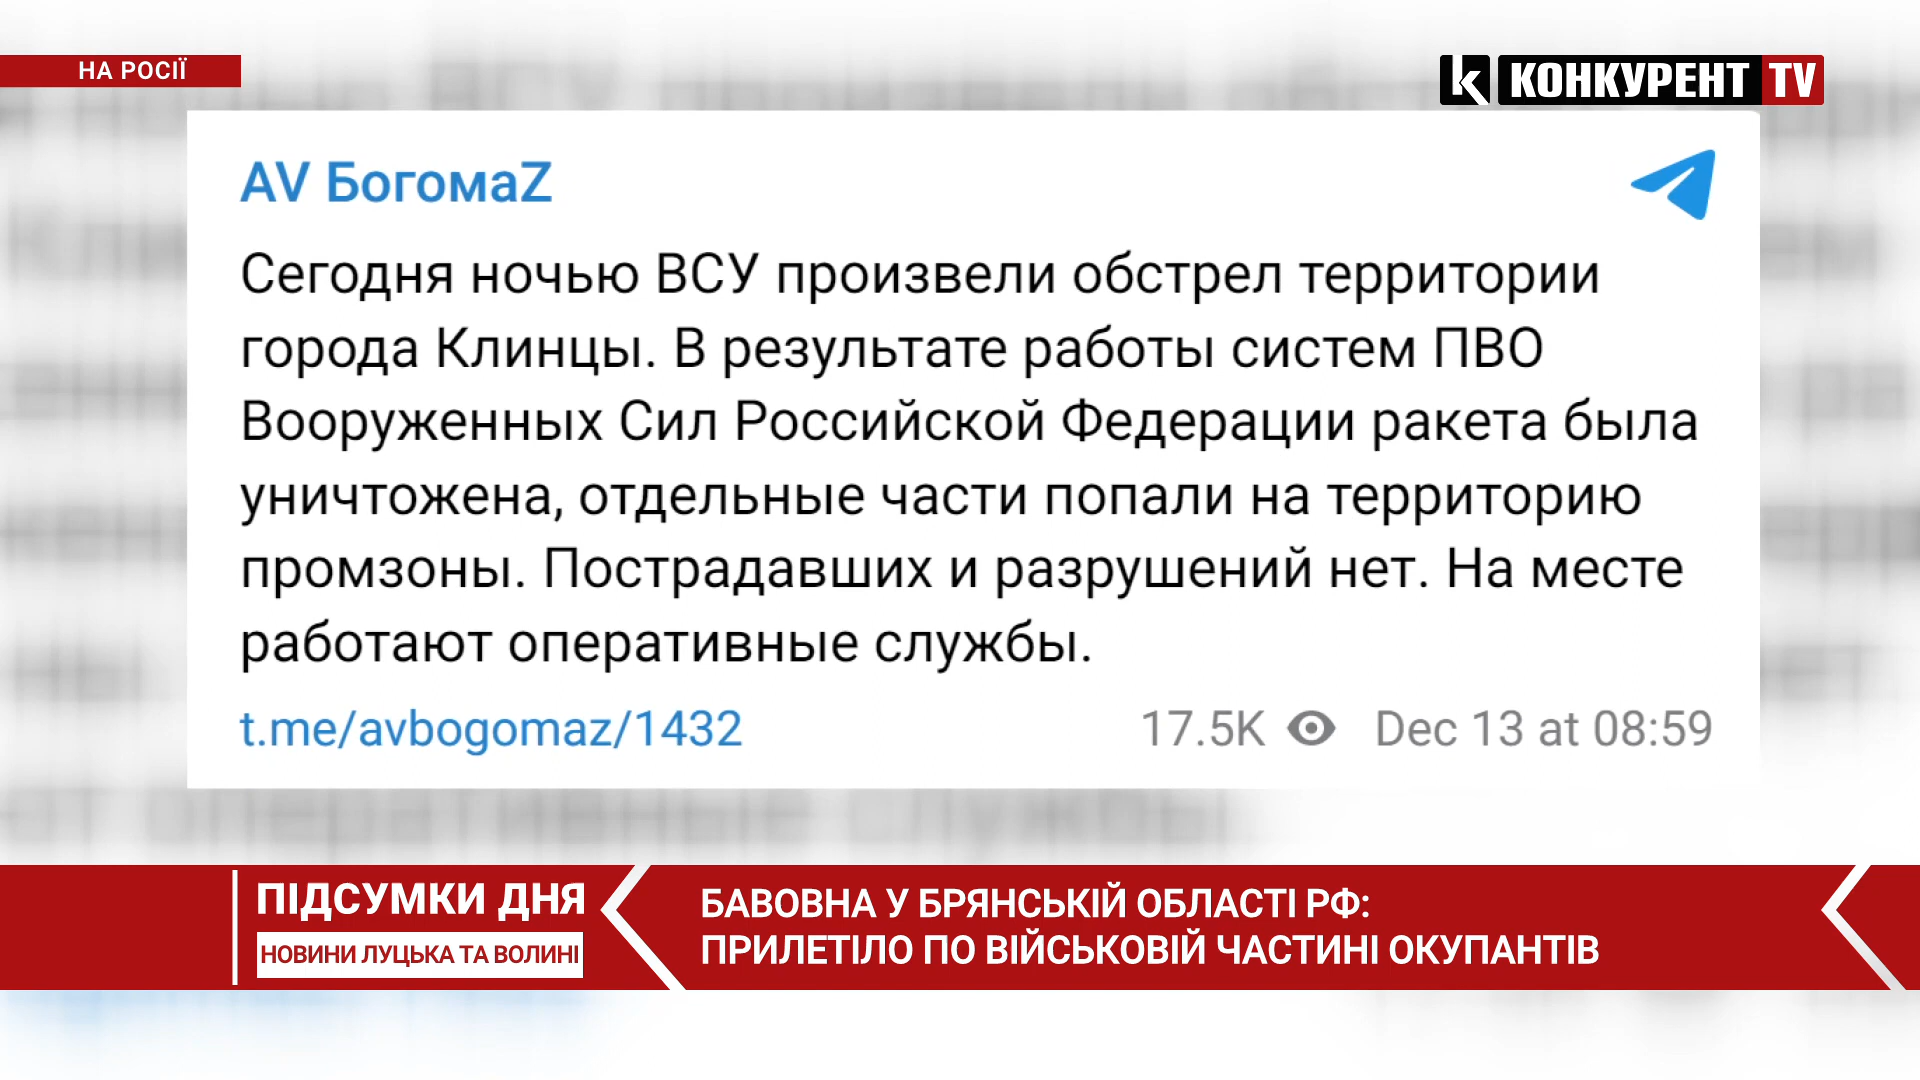 НА РОСІЇ
КОНКУРЕНТ TV
AV БогомаZ
Сегодня ночью ВСУ произвели обстрел территории
города Клинцы. В результате работы систем ПВО
Вооруженных Сил Российской Федерации ракета была
уничтожена, отдельные части попали на территорию
промзоны. Пострадавших и разрушений нет. На месте
работают оперативные службы.
t.me/avbogomaz/1432 17.5K Dec 13 at 08:59
ПІДСУМКИ ДНЯ
НОВИНИ ЛУЦЬКА ТА ВОЛИНІ
БАВОВНА У БРЯНСЬКІЙ ОБЛАСТІ РФ:
ПРИЛЕТІЛО ПО ВІЙСЬКОВІЙ ЧАСТИНІ ОКУПАНТІВ